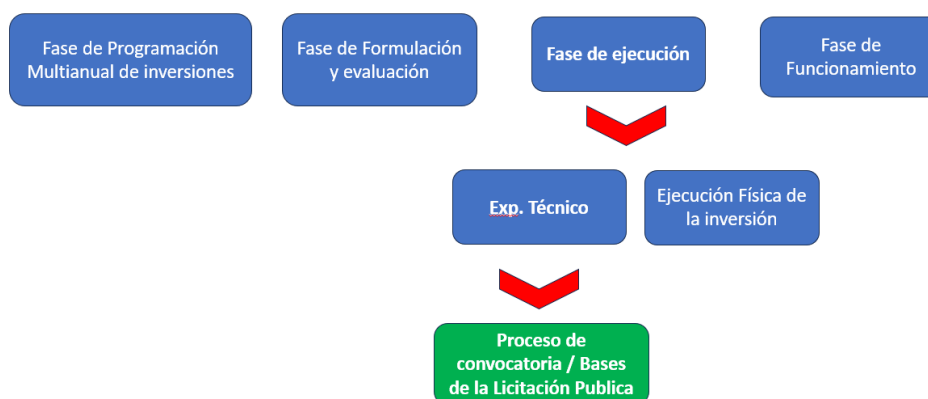 Fase de Programación
Multianual de inversiones
Fase de Formulación
y evaluación
Fase de ejecución
Fase de
Funcionamiento
Exp. Técnico
Ejecución Física de
la inversión
Proceso de
convocatoria / Bases
de la Licitación Publica